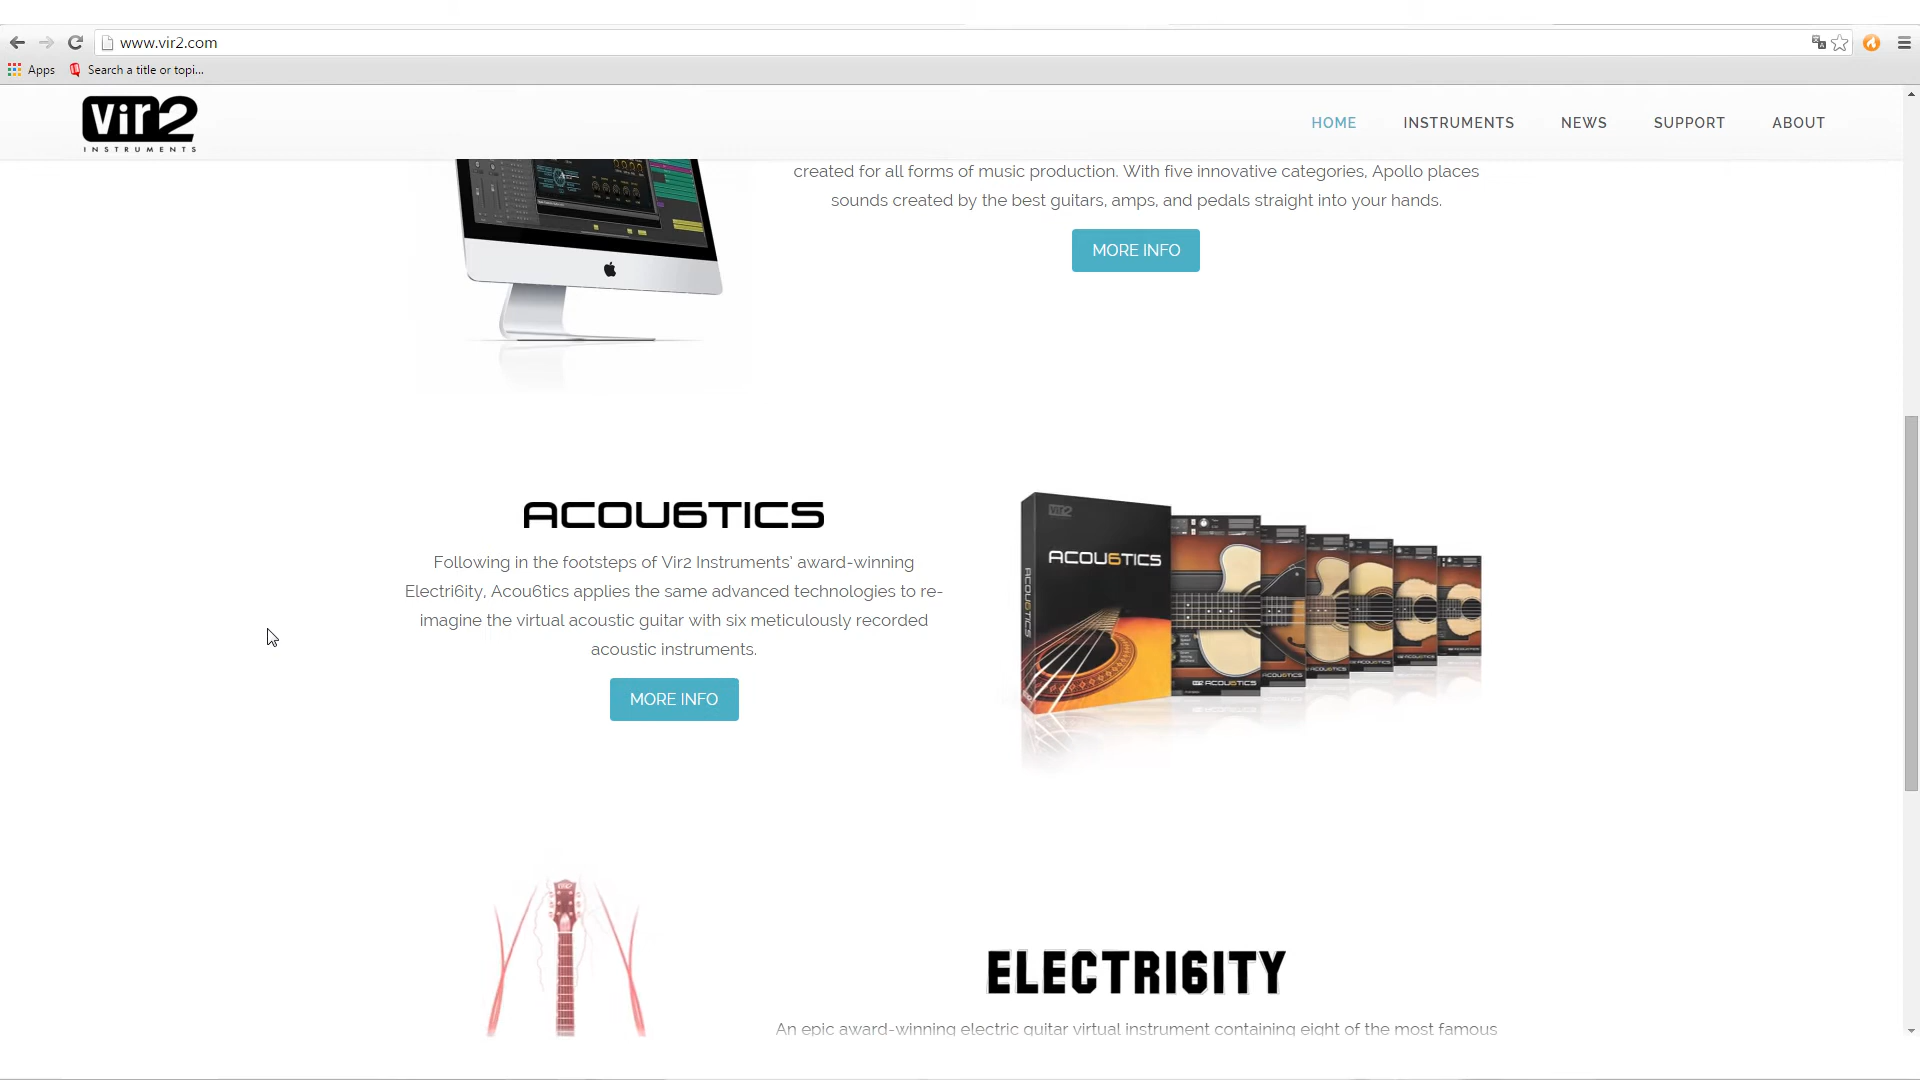 www.vir2.com
Apps
Search a title or topi...
Vir2
INSTRUMENTS
HOME
INSTRUMENTS
NEWS
SUPPORT
ABOUT
created for all forms of music production. With five innovative categories, Apollo places
sounds created by the best guitars, amps, and pedals straight into your hands.
MORE INFO
ACOU6TICS
Following in the footsteps of Vir2 Instruments' award-winning
Electri6ity, Acou6tics applies the same advanced technologies to re-
imagine the virtual acoustic guitar with six meticulously recorded
acoustic instruments.
MORE INFO
Vir2
ACOU6TICS
ACOU6TICS
ACOU6TICS
ACOU6TICS
ELECTRI6ITY
An epic award-winning electric guitar virtual instrument containing eight of the most famous